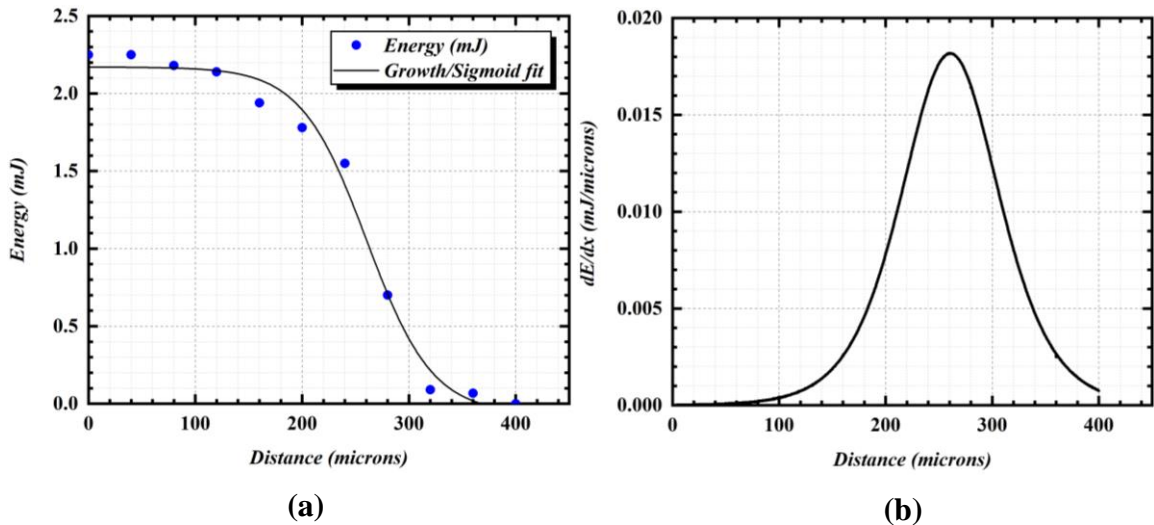 2.5
2.0
1.5
1.0
0.5
0.0
Energy (mJ)
Energy (mJ)
Growth/Sigmoid fit
0 100 200 300 400
Distance (microns)
(a)
0.020
0.015
0.010
0.005
0.000
dE/dx (mJ/microns)
0 100 200 300 400
Distance (microns)
(b)